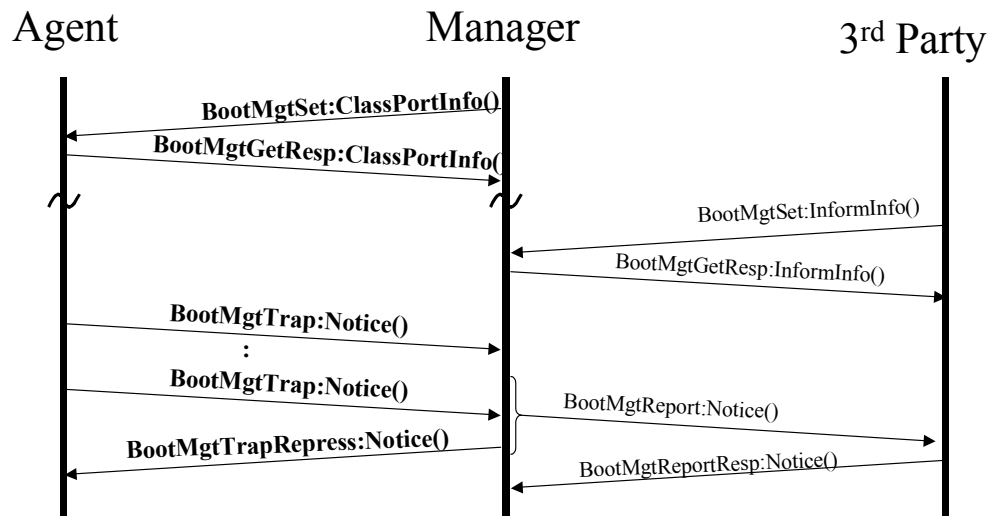 Agent
Manager
3rd Party
BootMgtSet:ClassPortInfo()
BootMgtGetResp:ClassPortInfo()
BootMgtSet:InformInfo()
BootMgtGetResp:InformInfo()
BootMgtTrap:Notice()
:
BootMgtTrap:Notice()
BootMgtReport:Notice()
BootMgtTrapRepress:Notice()
BootMgtReportResp:Notice()